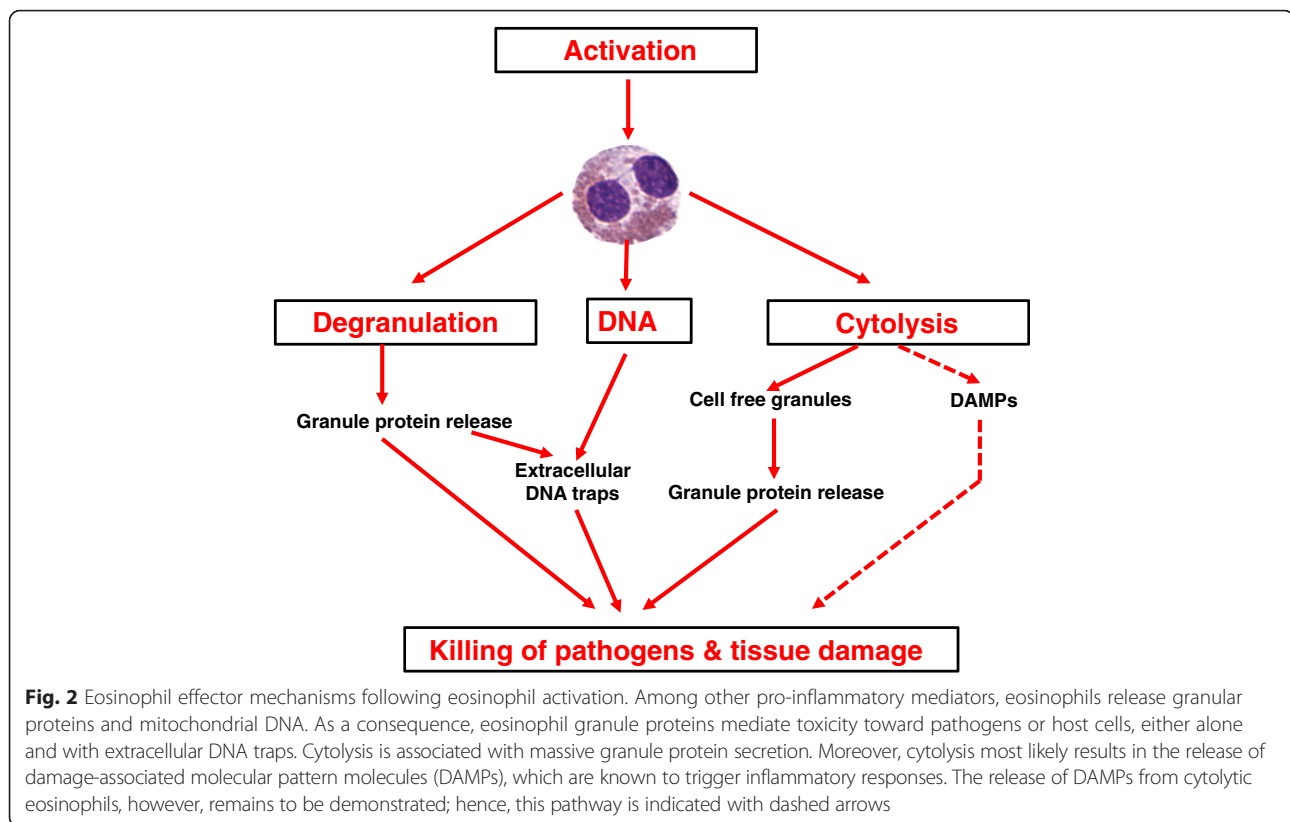 Activation
Degranulation
DNA
Cytolysis
Granule protein release
Extracellular
DNA traps
Cell free granules
DAMPs
Granule protein release
Killing of pathogens & tissue damage
Fig. 2 Eosinophil effector mechanisms following eosinophil activation. Among other pro-inflammatory mediators, eosinophils release granular
proteins and mitochondrial DNA. As a consequence, eosinophil granule proteins mediate toxicity toward pathogens or host cells, either alone
and with extracellular DNA traps. Cytolysis is associated with massive granule protein secretion. Moreover, cytolysis most likely results in the release of
damage-associated molecular pattern molecules (DAMPs), which are known to trigger inflammatory responses. The release of DAMPs from cytolytic
eosinophils, however, remains to be demonstrated; hence, this pathway is indicated with dashed arrows